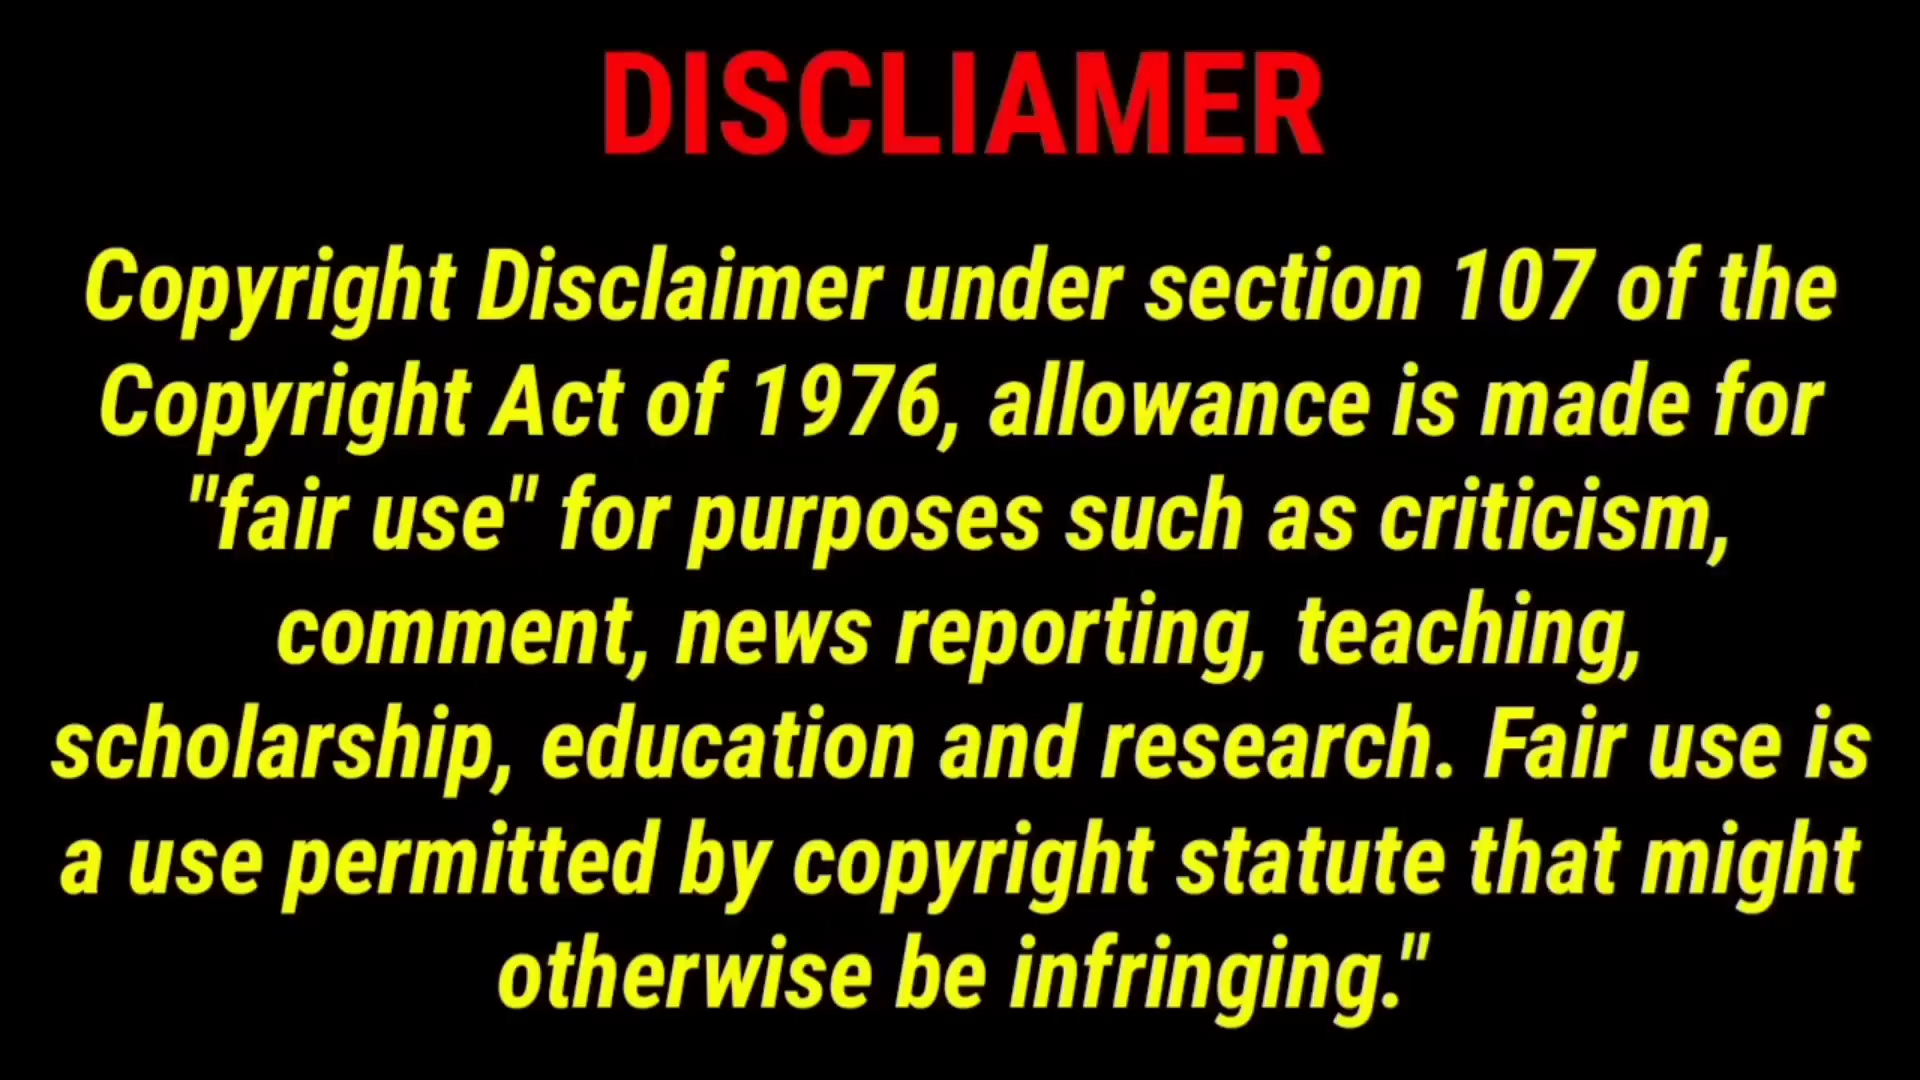 DISCLIAMER
Copyright Disclaimer under section 107 of the
Copyright Act of 1976, allowance is made for
"fair use" for purposes such as criticism,
comment, news reporting, teaching,
scholarship, education and research. Fair use is
a use permitted by copyright statute that might
otherwise be infringing."